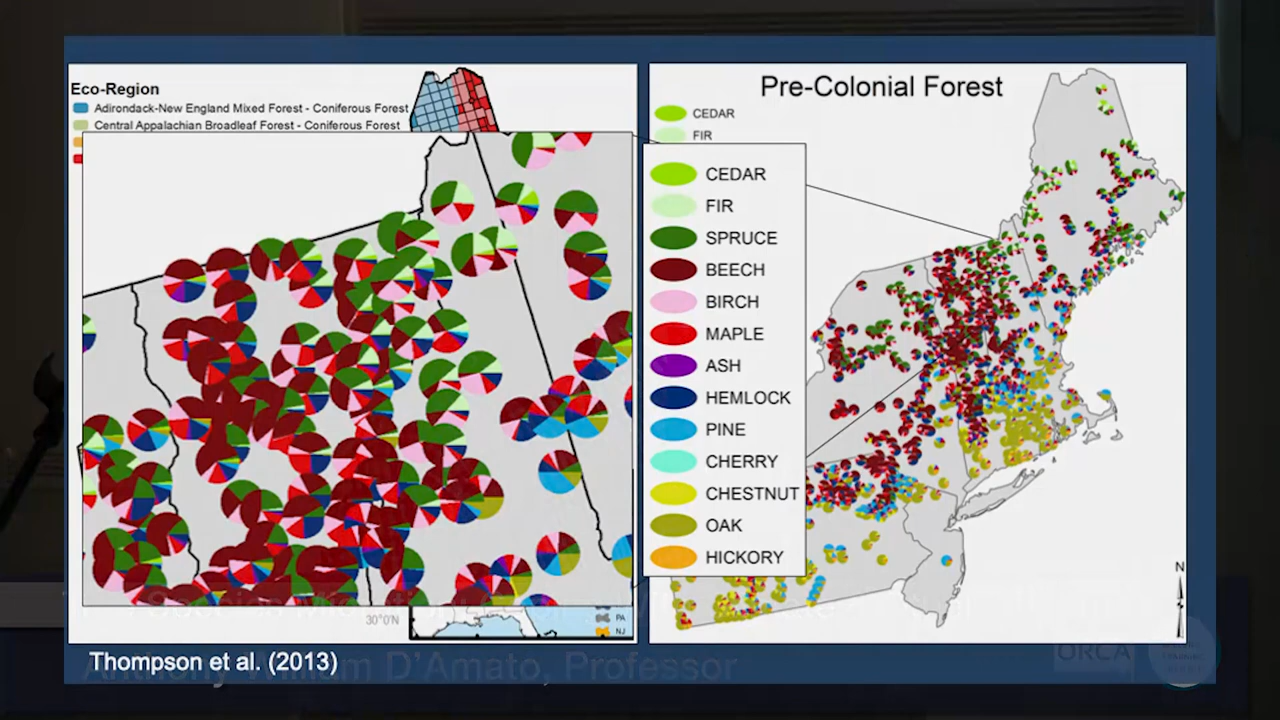 Eco-Region
Adirondack-New England Mixed Forest - Coniferous Forest
Central Appalachian Broadleaf Forest - Coniferous Forest
30°0'N
PA
NJ
Pre-Colonial Forest
CEDAR
FIR
CEDAR
FIR
SPRUCE
BEECH
BIRCH
MAPLE
ASH
HEMLOCK
PINE
CHERRY
CHESTNUT
OAK
HICKORY
N
Thompson et al. (2013)
Anthony William D'Amato, Professor
ORCA